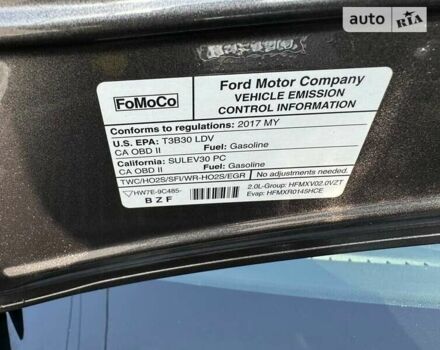 auto RIA
FoMoCo
Ford Motor Company
VEHICLE EMISSION
CONTROL INFORMATION
Conforms to regulations: 2017 MY
U.S. EPA: T3B30 LDV
CA OBD II Fuel: Gasoline
California: SULEV30 PC
CA OBD II Fuel: Gasoline
TWC/HO2S/SFI/WR-HO2S/EGR No adjustments needed.
HW7E-9C485-
BZF
2.0L-Group: HFMXV02.0VZT
Evap: HFMXR0145HCE